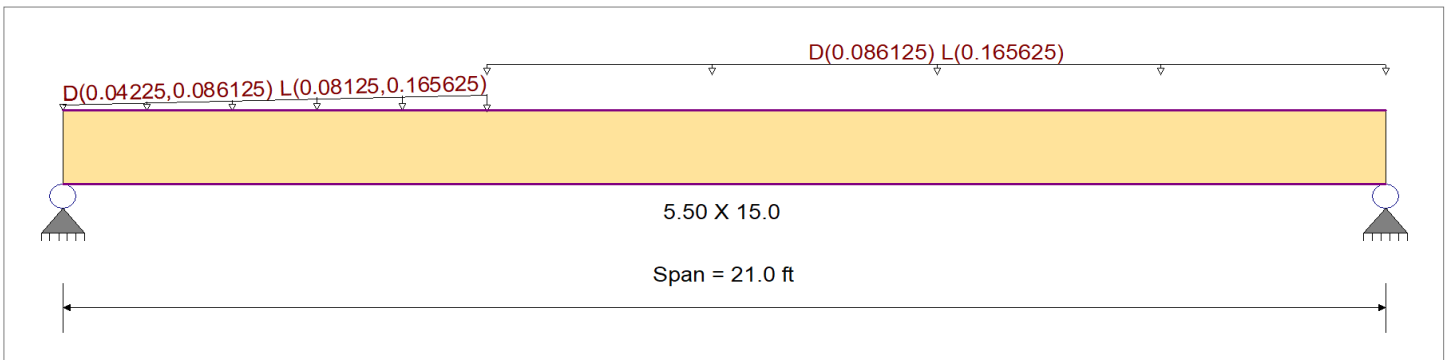 D(0.086125) L(0.165625)
D(0.04225,0.086125) L(0.08125,0.165625)
5.50 X 15.0
Span = 21.0 ft